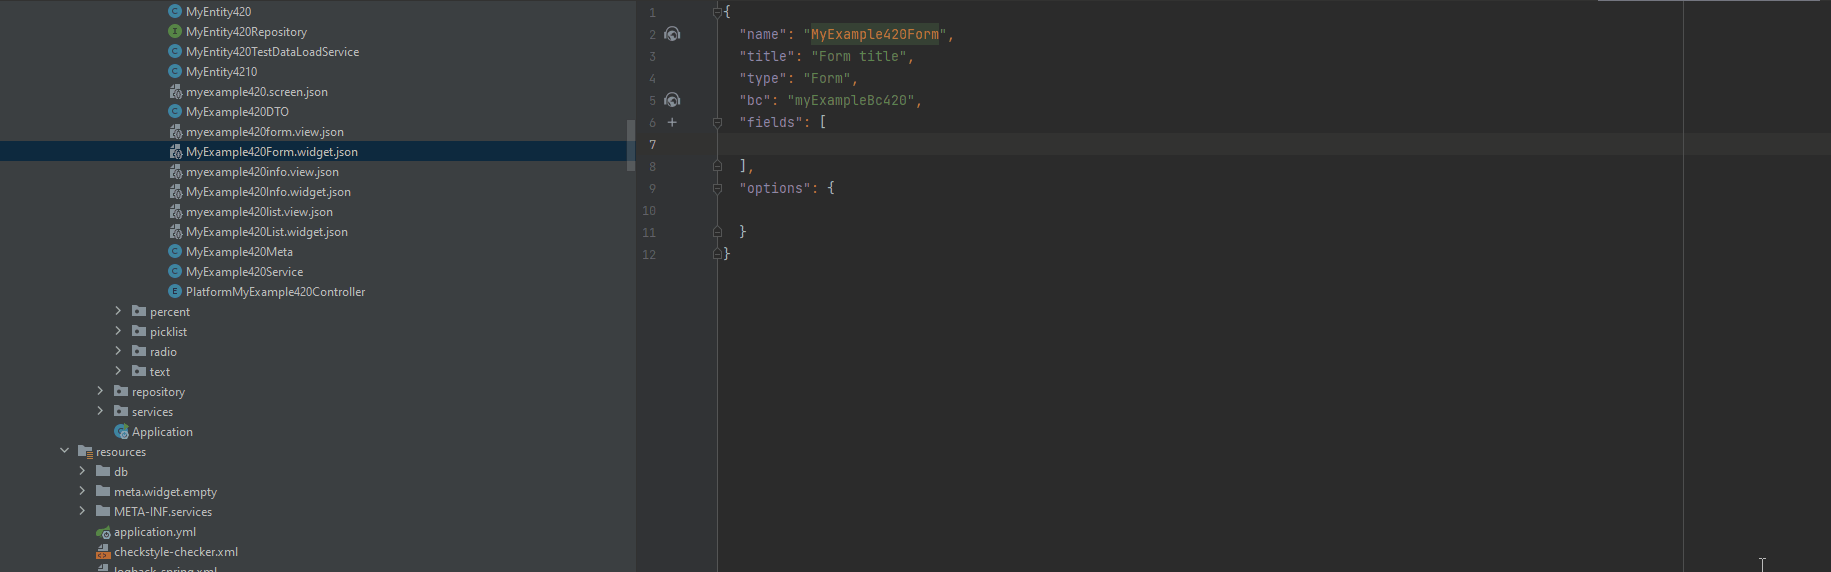 MyEntity420
MyEntity420Repository
MyEntity420TestDataLoadService
MyEntity4210
myexample420.screen.json
MyExample420DTO
myexample420form.view.json
MyExample420Form.widget.json
myexample420info.view.json
MyExample420Info.widget.json
myexample420list.view.json
MyExample420List.widget.json
MyExample420Meta
MyExample420Service
PlatformMyExample420Controller
percent
picklist
radio
text
repository
services
Application
resources
db
meta.widget.empty
META-INF.services
application.yml
checkstyle-checker.xml
logback-spring.xml
1 {
2 "name": "MyExample420Form",
3 "title": "Form title",
4 "type": "Form",
5 "bc": "myExampleBc420",
6 "fields": [
7
8 ],
9 "options": {
10
11 }
12 }